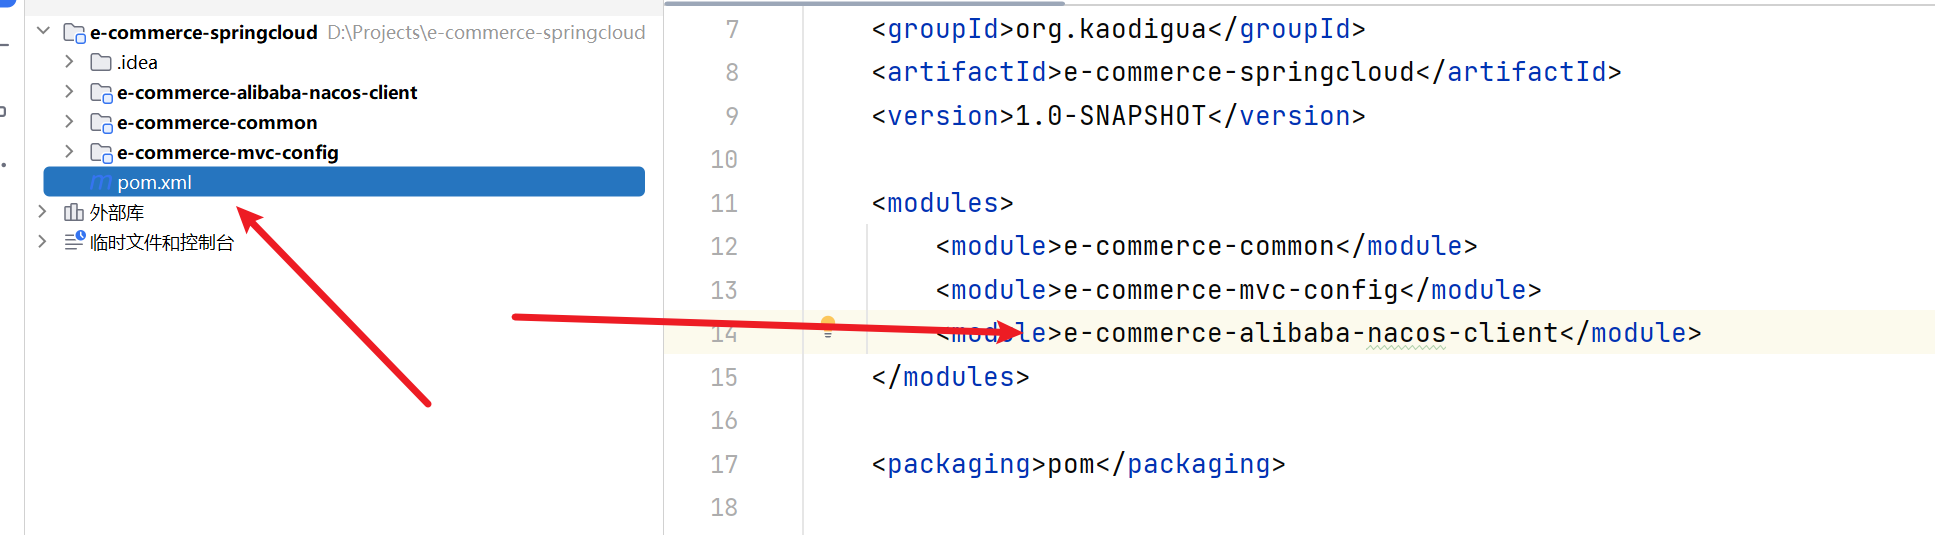 e-commerce-springcloud D:\Projects\e-commerce-springcloud
.idea
e-commerce-alibaba-nacos-client
e-commerce-common
e-commerce-mvc-config
m pom.xml
外部库
临时文件和控制台
7 <groupId>org.kaodigua</groupId>
8 <artifactId>e-commerce-springcloud</artifactId>
9 <version>1.0-SNAPSHOT</version>
10
11 <modules>
12 <module>e-commerce-common</module>
13 <module>e-commerce-mvc-config</module>
14 <module>e-commerce-alibaba-nacos-client</module>
15 </modules>
16
17 <packaging>pom</packaging>
18